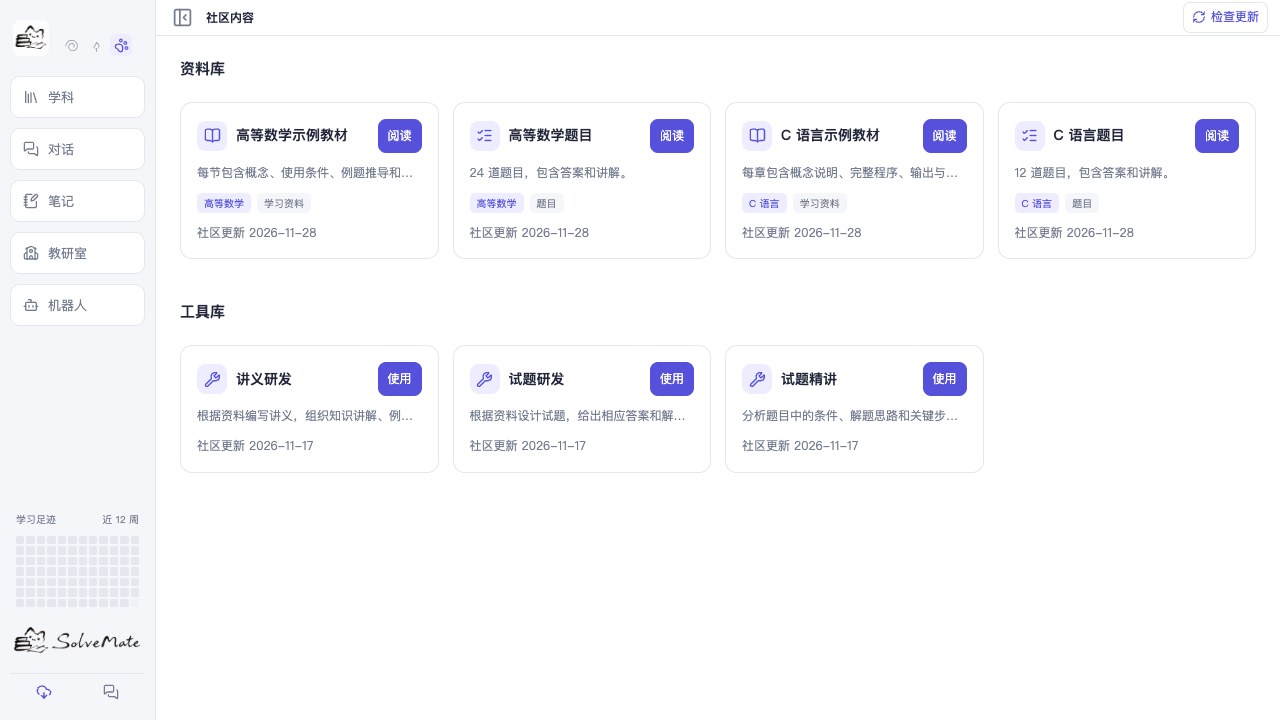 社区内容
检查更新
学科
对话
笔记
教研室
机器人
学习足迹
近 12 周
SolveMate
资料库
高等数学示例教材
阅读
每节包含概念、使用条件、例题推导和...
高等数学
学习资料
社区更新 2026-11-28
高等数学题目
阅读
24 道题目，包含答案和讲解。
高等数学
题目
社区更新 2026-11-28
C 语言示例教材
阅读
每章包含概念说明、完整程序、输出与...
C 语言
学习资料
社区更新 2026-11-28
C 语言题目
阅读
12 道题目，包含答案和讲解。
C 语言
题目
社区更新 2026-11-28
工具库
讲义研发
使用
根据资料编写讲义，组织知识讲解、例...
社区更新 2026-11-17
试题研发
使用
根据资料设计试题，给出相应答案和解...
社区更新 2026-11-17
试题精讲
使用
分析题目中的条件、解题思路和关键步...
社区更新 2026-11-17